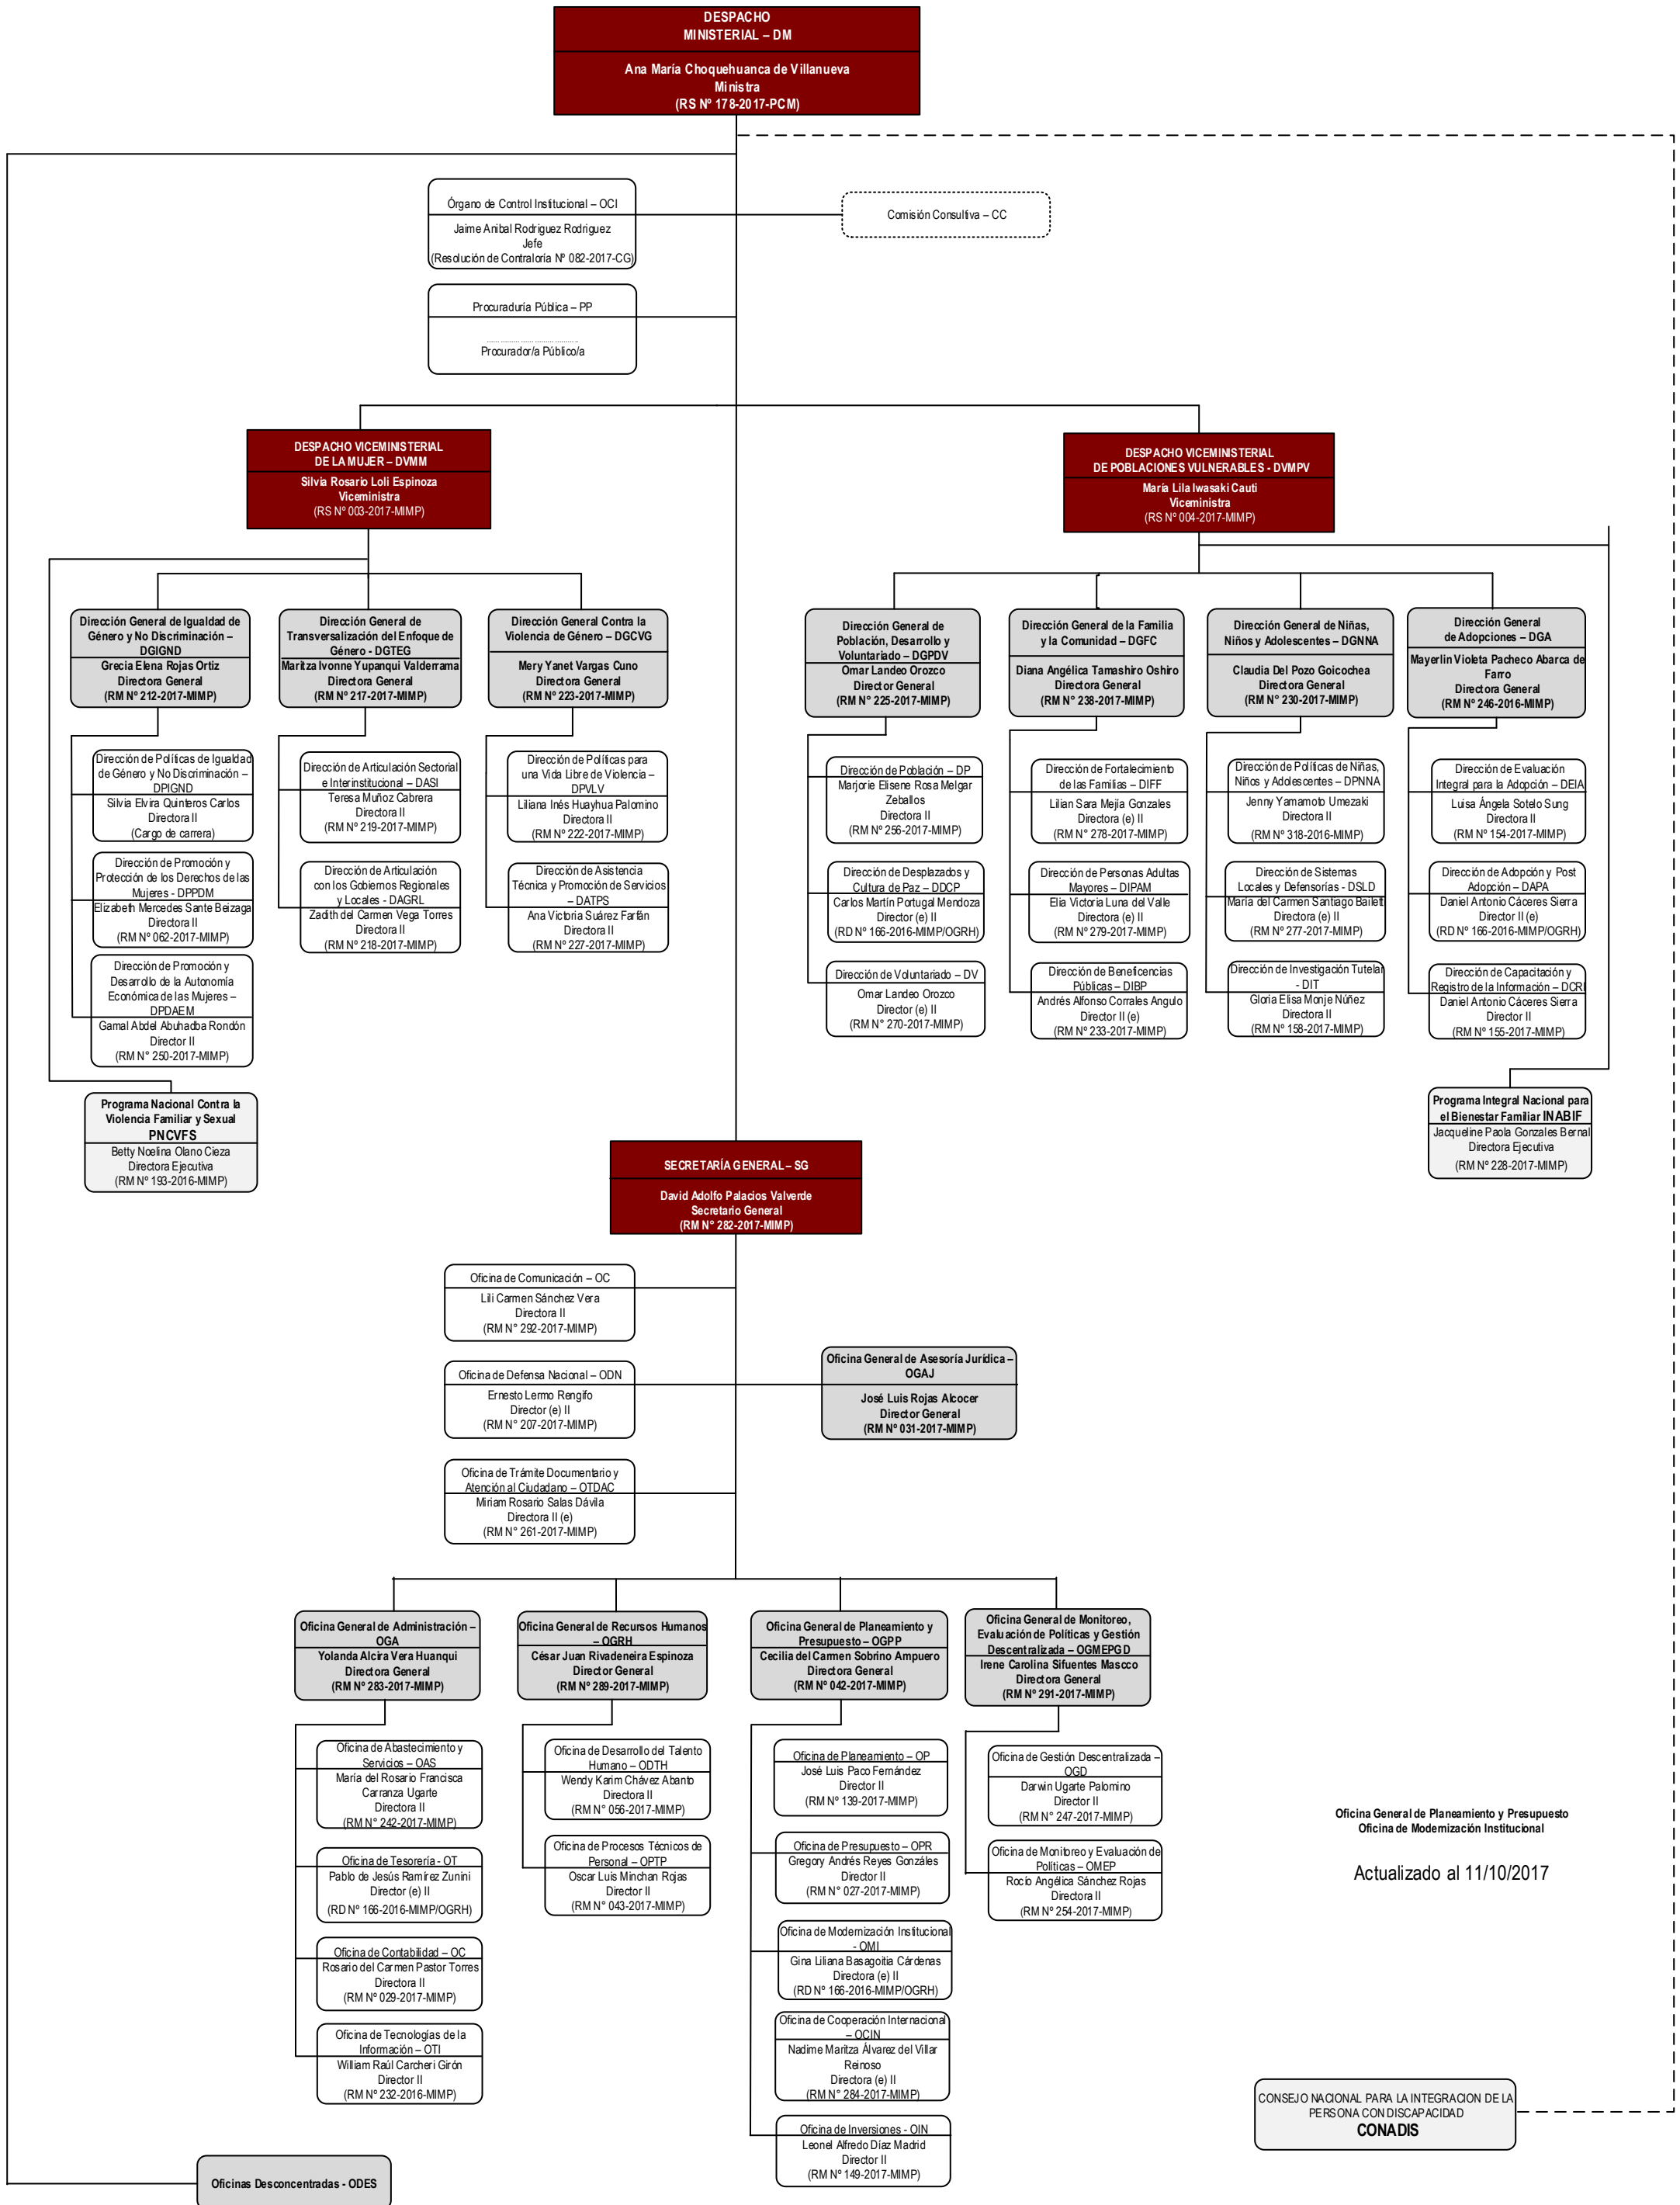 DESPACHO
MINISTERIAL – DM
Ana María Choquehuanca de Villanueva
Ministra
(RS Nº 178-2017-PCM)
Órgano de Control Institucional – OCI
Jaime Anibal Rodriguez Rodriguez
Jefe
(Resolución de Contraloría Nº 082-2017-CG)
Comisión Consultiva – CC
Procuraduría Pública – PP
........................................
Procurador/a Público/a
DESPACHO VICEMINISTERIAL
DE LA MUJER – DVMM
Silvia Rosario Loli Espinoza
Viceministra
(RS Nº 003-2017-MIMP)
DESPACHO VICEMINISTERIAL
DE POBLACIONES VULNERABLES - DVMPV
María Lila Iwasaki Cauti
Viceministra
(RS Nº 004-2017-MIMP)
Dirección General de Igualdad de
Género y No Discriminación –
DGIGND
Grecia Elena Rojas Ortiz
Directora General
(RM Nº 212-2017-MIMP)
Dirección General de
Transversalización del Enfoque de
Género - DGTEG
Maritza Ivonne Yupanqui Valderrama
Directora General
(RM Nº 217-2017-MIMP)
Dirección General Contra la
Violencia de Género – DGCVG
Mery Yanet Vargas Cuno
Directora General
(RM Nº 223-2017-MIMP)
Dirección General de
Población, Desarrollo y
Voluntariado – DGPDV
Omar Landeo Orozco
Director General
(RM N° 225-2017-MIMP)
Dirección General de la Familia
y la Comunidad – DGFC
Diana Angélica Tamashiro Oshiro
Directora General
(RM N° 238-2017-MIMP)
Dirección General de Niñas,
Niños y Adolescentes – DGNNA
Claudia Del Pozo Goicochea
Directora General
(RM N° 230-2017-MIMP)
Dirección General
de Adopciones – DGA
Mayerlin Violeta Pacheco Abarca de
Farro
Directora General
(RM Nº 246-2016-MIMP)
Dirección de Políticas de Igualdad
de Género y No Discriminación –
DPIGND
Silvia Elvira Quinteros Carlos
Directora II
(Cargo de carrera)
Dirección de Promoción y
Protección de los Derechos de las
Mujeres - DPPDM
Elizabeth Mercedes Sante Beizaga
Directora II
(RM Nº 062-2017-MIMP)
Dirección de Promoción y
Desarrollo de la Autonomía
Económica de las Mujeres –
DPDAEM
Gamal Abdel Abuhadba Rondón
Director II
(RM N° 250-2017-MIMP)
Dirección de Articulación Sectorial
e Interinstitucional – DASI
Teresa Muñoz Cabrera
Directora II
(RM Nº 219-2017-MIMP)
Dirección de Articulación
con los Gobiernos Regionales
y Locales - DAGRL
Zadith del Carmen Vega Torres
Directora II
(RM Nº 218-2017-MIMP)
Dirección de Políticas para
una Vida Libre de Violencia –
DPVLV
Liliana Inés Huayhua Palomino
Directora II
(RM N° 222-2017-MIMP)
Dirección de Asistencia
Técnica y Promoción de Servicios
– DATPS
Ana Victoria Suárez Farfán
Directora II
(RM N° 227-2017-MIMP)
Dirección de Población – DP
Marjorie Elisene Rosa Melgar
Zeballos
Directora II
(RM N° 256-2017-MIMP)
Dirección de Desplazados y
Cultura de Paz – DDCP
Carlos Martín Portugal Mendoza
Director (e) II
(RD Nº 166-2016-MIMP/OGRH)
Dirección de Voluntariado – DV
Omar Landeo Orozco
Director (e) II
(RM N° 270-2017-MIMP)
Dirección de Fortalecimiento
de las Familias – DIFF
Lilian Sara Mejía Gonzales
Directora (e) II
(RM N° 278-2017-MIMP)
Dirección de Personas Adultas
Mayores – DIPAM
Elia Victoria Luna del Valle
Directora (e) II
(RM N° 279-2017-MIMP)
Dirección de Beneficencias
Públicas – DIBP
Andrés Alfonso Corrales Angulo
Director II (e)
(RM N° 233-2017-MIMP)
Dirección de Políticas de Niñas,
Niños y Adolescentes – DPNNA
Jenny Yamamoto Umezaki
Directora II
(RM Nº 318-2016-MIMP)
Dirección de Sistemas
Locales y Defensorías - DSLD
María del Carmen Santiago Bailetti
Directora (e) II
(RM N° 277-2017-MIMP)
Dirección de Investigación Tutelar
- DIT
Gloria Elisa Monje Núñez
Directora II
(RM Nº 158-2017-MIMP)
Dirección de Evaluación
Integral para la Adopción – DEIA
Luisa Ángela Sotelo Sung
Directora II
(RM Nº 154-2017-MIMP)
Dirección de Adopción y Post
Adopción – DAPA
Daniel Antonio Cáceres Sierra
Director II (e)
(RD Nº 166-2016-MIMP/OGRH)
Dirección de Capacitación y
Registro de la Información – DCRI
Daniel Antonio Cáceres Sierra
Director II
(RM Nº 155-2017-MIMP)
Programa Nacional Contra la
Violencia Familiar y Sexual
PNCVFS
Betty Noelina Olano Cieza
Directora Ejecutiva
(RM Nº 193-2016-MIMP)
Programa Integral Nacional para
el Bienestar Familiar INABIF
Jacqueline Paola Gonzales Bernal
Directora Ejecutiva
(RM Nº 228-2017-MIMP)
SECRETARÍA GENERAL – SG
David Adolfo Palacios Valverde
Secretario General
(RM N° 282-2017-MIMP)
Oficina de Comunicación – OC
Lili Carmen Sánchez Vera
Directora II
(RM N° 292-2017-MIMP)
Oficina de Defensa Nacional – ODN
Ernesto Lermo Rengifo
Director (e) II
(RM N° 207-2017-MIMP)
Oficina General de Asesoría Jurídica –
OGAJ
José Luis Rojas Alcocer
Director General
(RM Nº 031-2017-MIMP)
Oficina de Trámite Documentario y
Atención al Ciudadano – OTDAC
Miriam Rosario Salas Dávila
Directora II (e)
(RM N° 261-2017-MIMP)
Oficina General de Administración –
OGA
Yolanda Alcira Vera Huanqui
Directora General
(RM N° 283-2017-MIMP)
Oficina General de Recursos Humanos
– OGRH
César Juan Rivadeneira Espinoza
Director General
(RM N° 289-2017-MIMP)
Oficina General de Planeamiento y
Presupuesto – OGPP
Cecilia del Carmen Sobrino Ampuero
Directora General
(RM N° 042-2017-MIMP)
Oficina General de Monitoreo,
Evaluación de Políticas y Gestión
Descentralizada – OGMEPGD
Irene Carolina Sifuentes Mascco
Directora General
(RM N° 291-2017-MIMP)
Oficina de Abastecimiento y
Servicios – OAS
María del Rosario Francisca
Carranza Ugarte
Directora II
(RM N° 242-2017-MIMP)
Oficina de Tesorería - OT
Pablo de Jesús Ramírez Zunini
Director (e) II
(RD Nº 166-2016-MIMP/OGRH)
Oficina de Contabilidad – OC
Rosario del Carmen Pastor Torres
Directora II
(RM Nº 029-2017-MIMP)
Oficina de Tecnologías de la
Información – OTI
William Raúl Carcheri Girón
Director II
(RM N° 232-2016-MIMP)
Oficina de Desarrollo del Talento
Humano – ODTH
Wendy Karim Chávez Abanto
Directora II
(RM N° 056-2017-MIMP)
Oficina de Procesos Técnicos de
Personal – OPTP
Oscar Luis Minchan Rojas
Director II
(RM N° 043-2017-MIMP)
Oficina de Planeamiento – OP
José Luis Paco Fernández
Director II
(RM N° 139-2017-MIMP)
Oficina de Presupuesto – OPR
Gregory Andrés Reyes Gonzáles
Director II
(RM N° 027-2017-MIMP)
Oficina de Modernización Institucional
- OMI
Gina Liliana Basagoitia Cárdenas
Directora (e) II
(RD Nº 166-2016-MIMP/OGRH)
Oficina de Cooperación Internacional
– OCIN
Nadime Maritza Álvarez del Villar
Reinoso
Directora (e) II
(RM N° 284-2017-MIMP)
Oficina de Inversiones - OIN
Leonel Alfredo Díaz Madrid
Director II
(RM N° 149-2017-MIMP)
Oficina de Gestión Descentralizada –
OGD
Darwin Ugarte Palomino
Director II
(RM N° 247-2017-MIMP)
Oficina de Monitoreo y Evaluación de
Políticas – OMEP
Rocío Angélica Sánchez Rojas
Directora II
(RM N° 254-2017-MIMP)
Oficina General de Planeamiento y Presupuesto
Oficina de Modernización Institucional
Actualizado al 11/10/2017
CONSEJO NACIONAL PARA LA INTEGRACION DE LA
PERSONA CON DISCAPACIDAD
CONADIS
Oficinas Desconcentradas - ODES